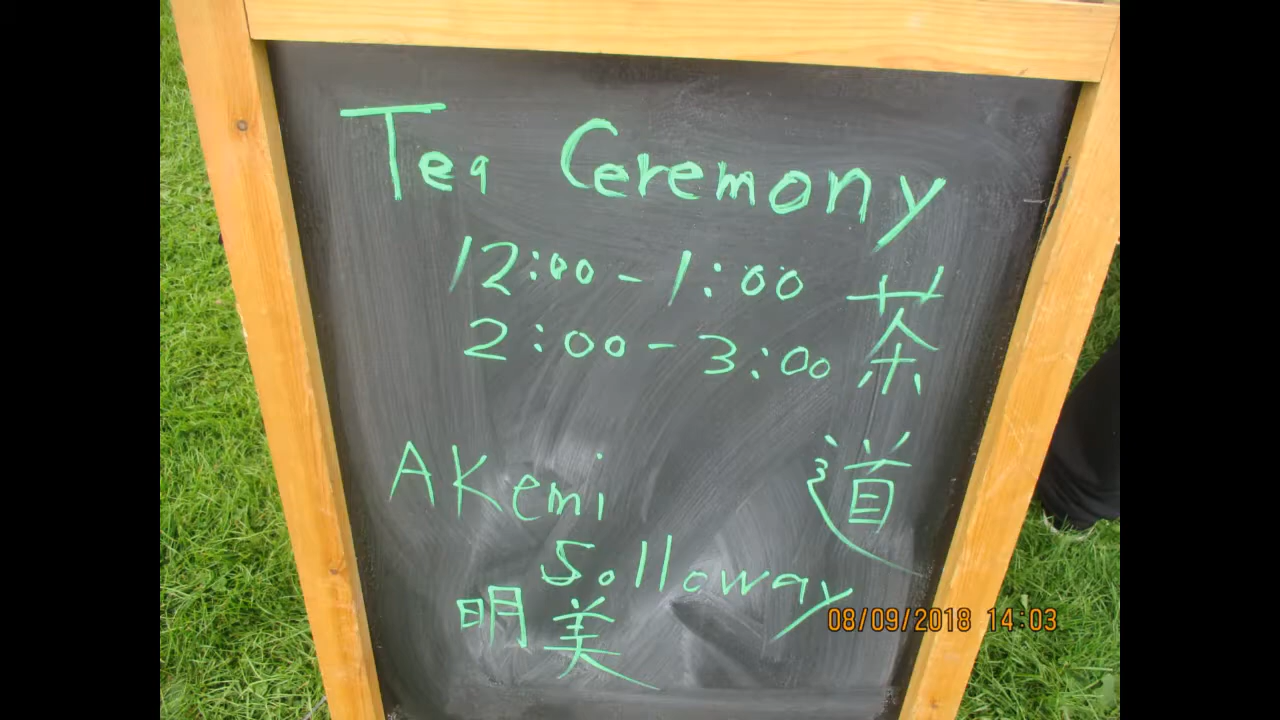 Tea Ceremony
12:00 - 1:00
2:00 - 3:00
茶道
AKemi
Solloway
明美
08/09/2018 14:03